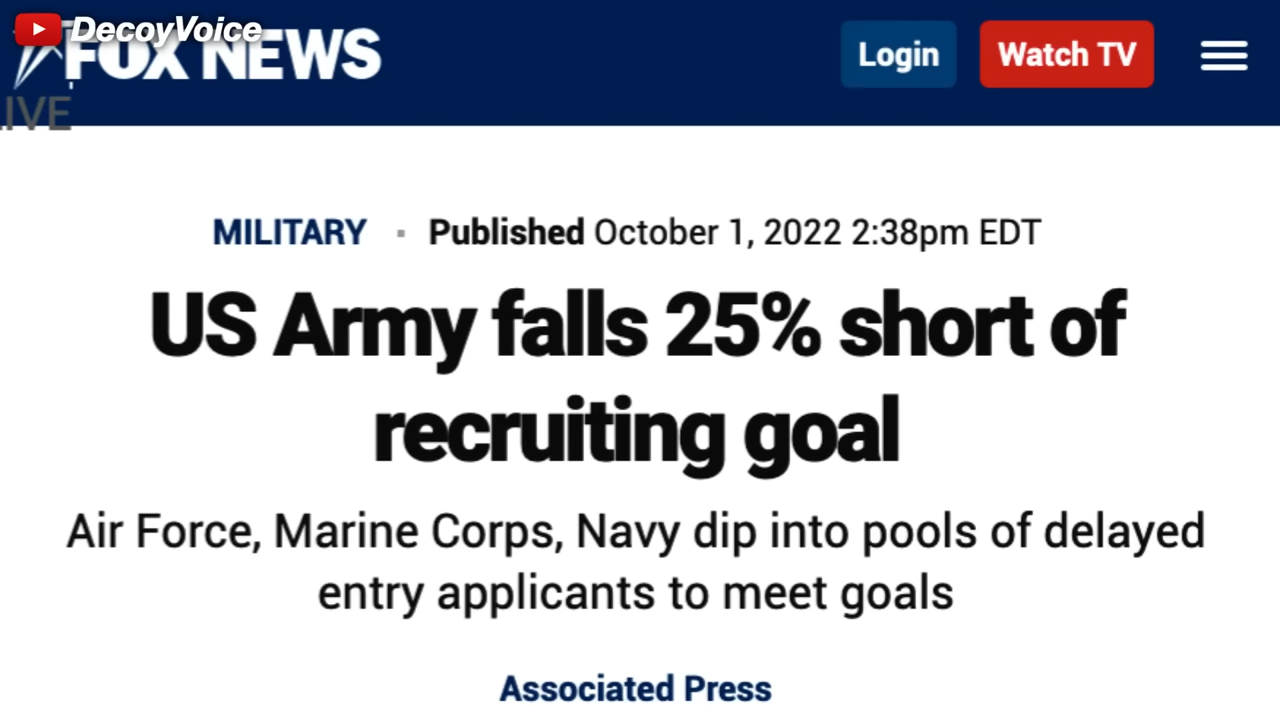 DecoyVoice
FOX NEWS
Login
Watch TV
IVE
MILITARY · Published October 1, 2022 2:38pm EDT
US Army falls 25% short of
recruiting goal
Air Force, Marine Corps, Navy dip into pools of delayed
entry applicants to meet goals
Associated Press